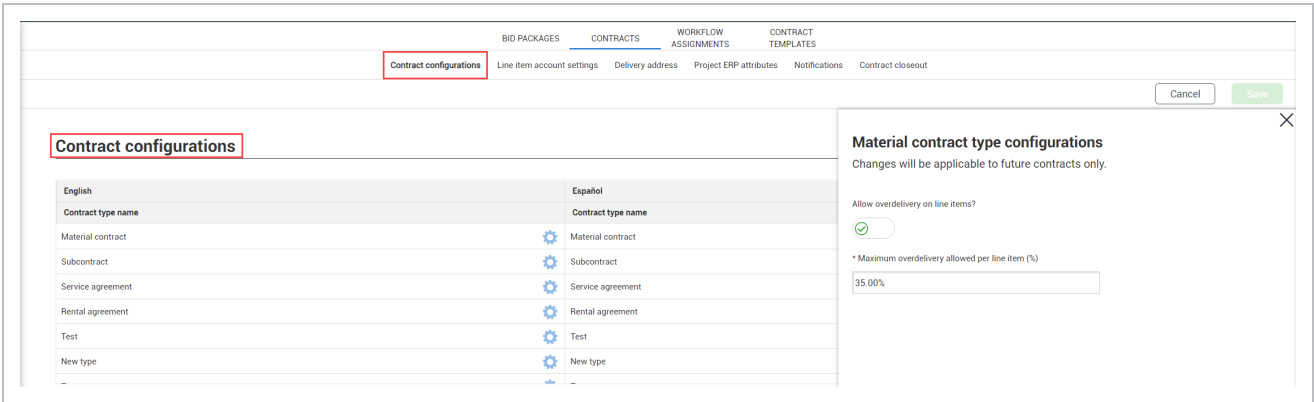 BID PACKAGES
CONTRACTS
WORKFLOW
ASSIGNMENTS
CONTRACT
TEMPLATES
Contract configurations
Line item account settings
Delivery address
Project ERP attributes
Notifications
Contract closeout
Cancel
Save
Contract configurations
English
Español
Contract type name
Contract type name
Material contract
Material contract
Subcontract
Subcontract
Service agreement
Service agreement
Rental agreement
Rental agreement
Test
Test
New type
New type
Material contract type configurations
Changes will be applicable to future contracts only.
Allow overdelivery on line items?
* Maximum overdelivery allowed per line item (%)
35.00%